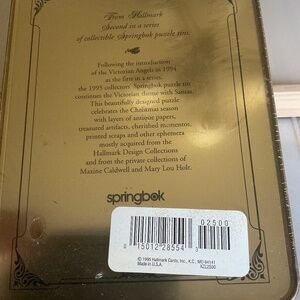 From Hallmark
Second in a series
of collectible Springbok puzzle tins.
Following the introduction
of the Victorian Angels in 1994
as the first in a series,
the 1995 collectors' Springbok puzzle tin
continues the Victorian theme with Santas.
This beautifully designed puzzle
celebrates the Christmas season
with layers of antique papers,
treasured artifacts, cherished mementos,
printed scraps and other ephemera
mostly acquired from the
Hallmark Design Collections
and from the private collections of
Maxine Caldwell and Mary Lou Holt.
springbok
02500
0 15012 28554 3
© 1995 Hallmark Cards, Inc., K.C., MO 64141
Made in U.S.A. XZL2500